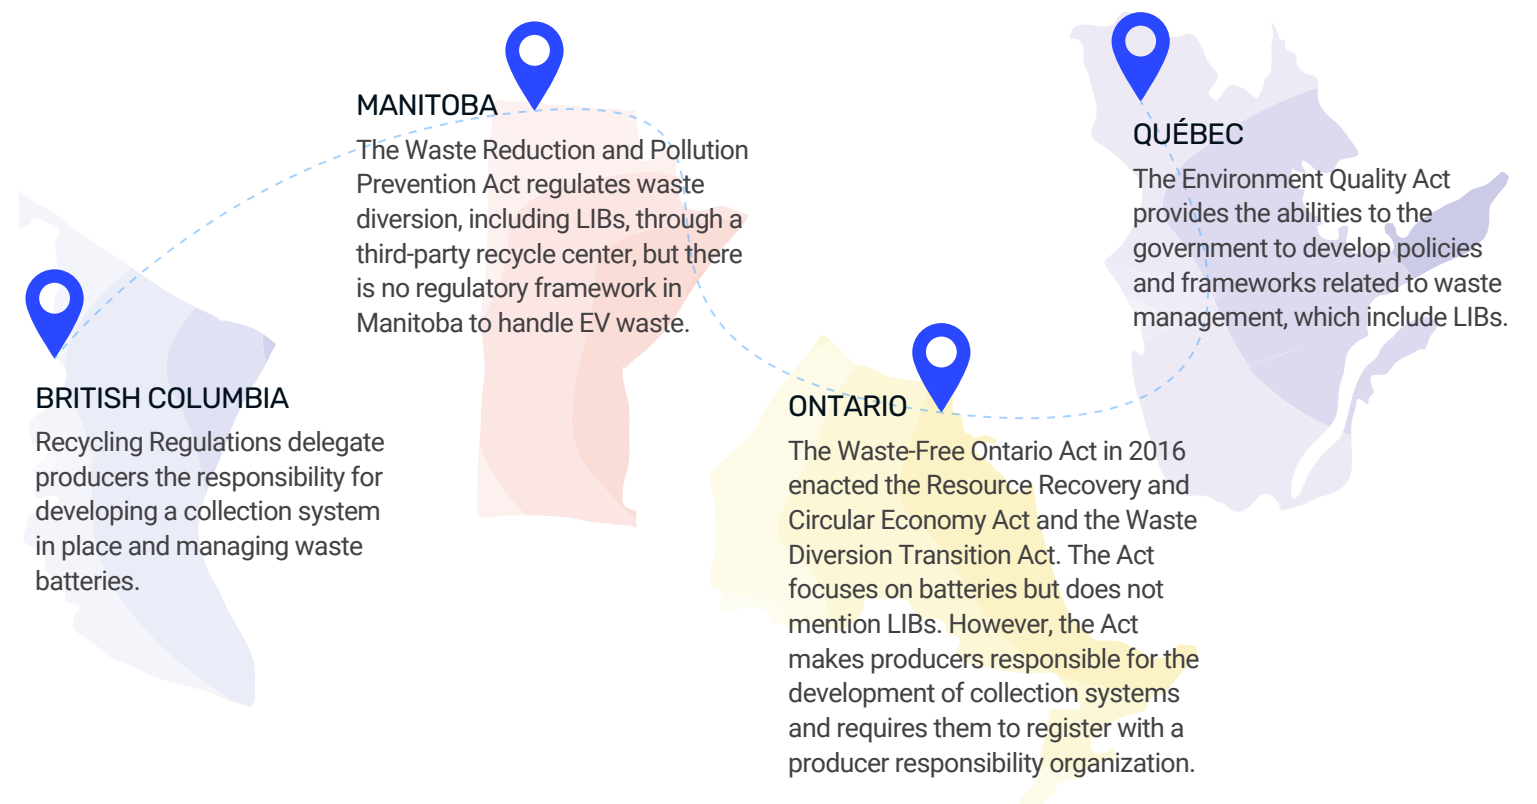 MANITOBA
The Waste Reduction and Pollution
Prevention Act regulates waste
diversion, including LIBs, through a
third-party recycle center, but there
is no regulatory framework in
Manitoba to handle EV waste.
QUÉBEC
The Environment Quality Act
provides the abilities to the
government to develop policies
and frameworks related to waste
management, which include LIBs.
BRITISH COLUMBIA
Recycling Regulations delegate
producers the responsibility for
developing a collection system
in place and managing waste
batteries.
ONTARIO
The Waste-Free Ontario Act in 2016
enacted the Resource Recovery and
Circular Economy Act and the Waste
Diversion Transition Act. The Act
focuses on batteries but does not
mention LIBs. However, the Act
makes producers responsible for the
development of collection systems
and requires them to register with a
producer responsibility organization.